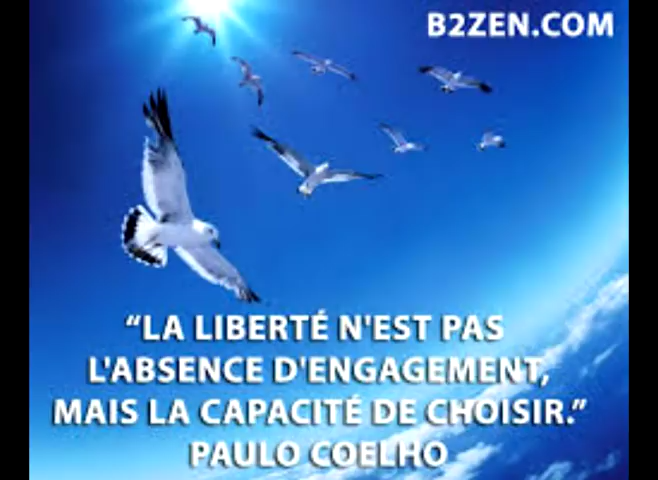 B2ZEN.COM
“LA LIBERTÉ N'EST PAS
L'ABSENCE D'ENGAGEMENT,
MAIS LA CAPACITÉ DE CHOISIR.”
PAULO COELHO